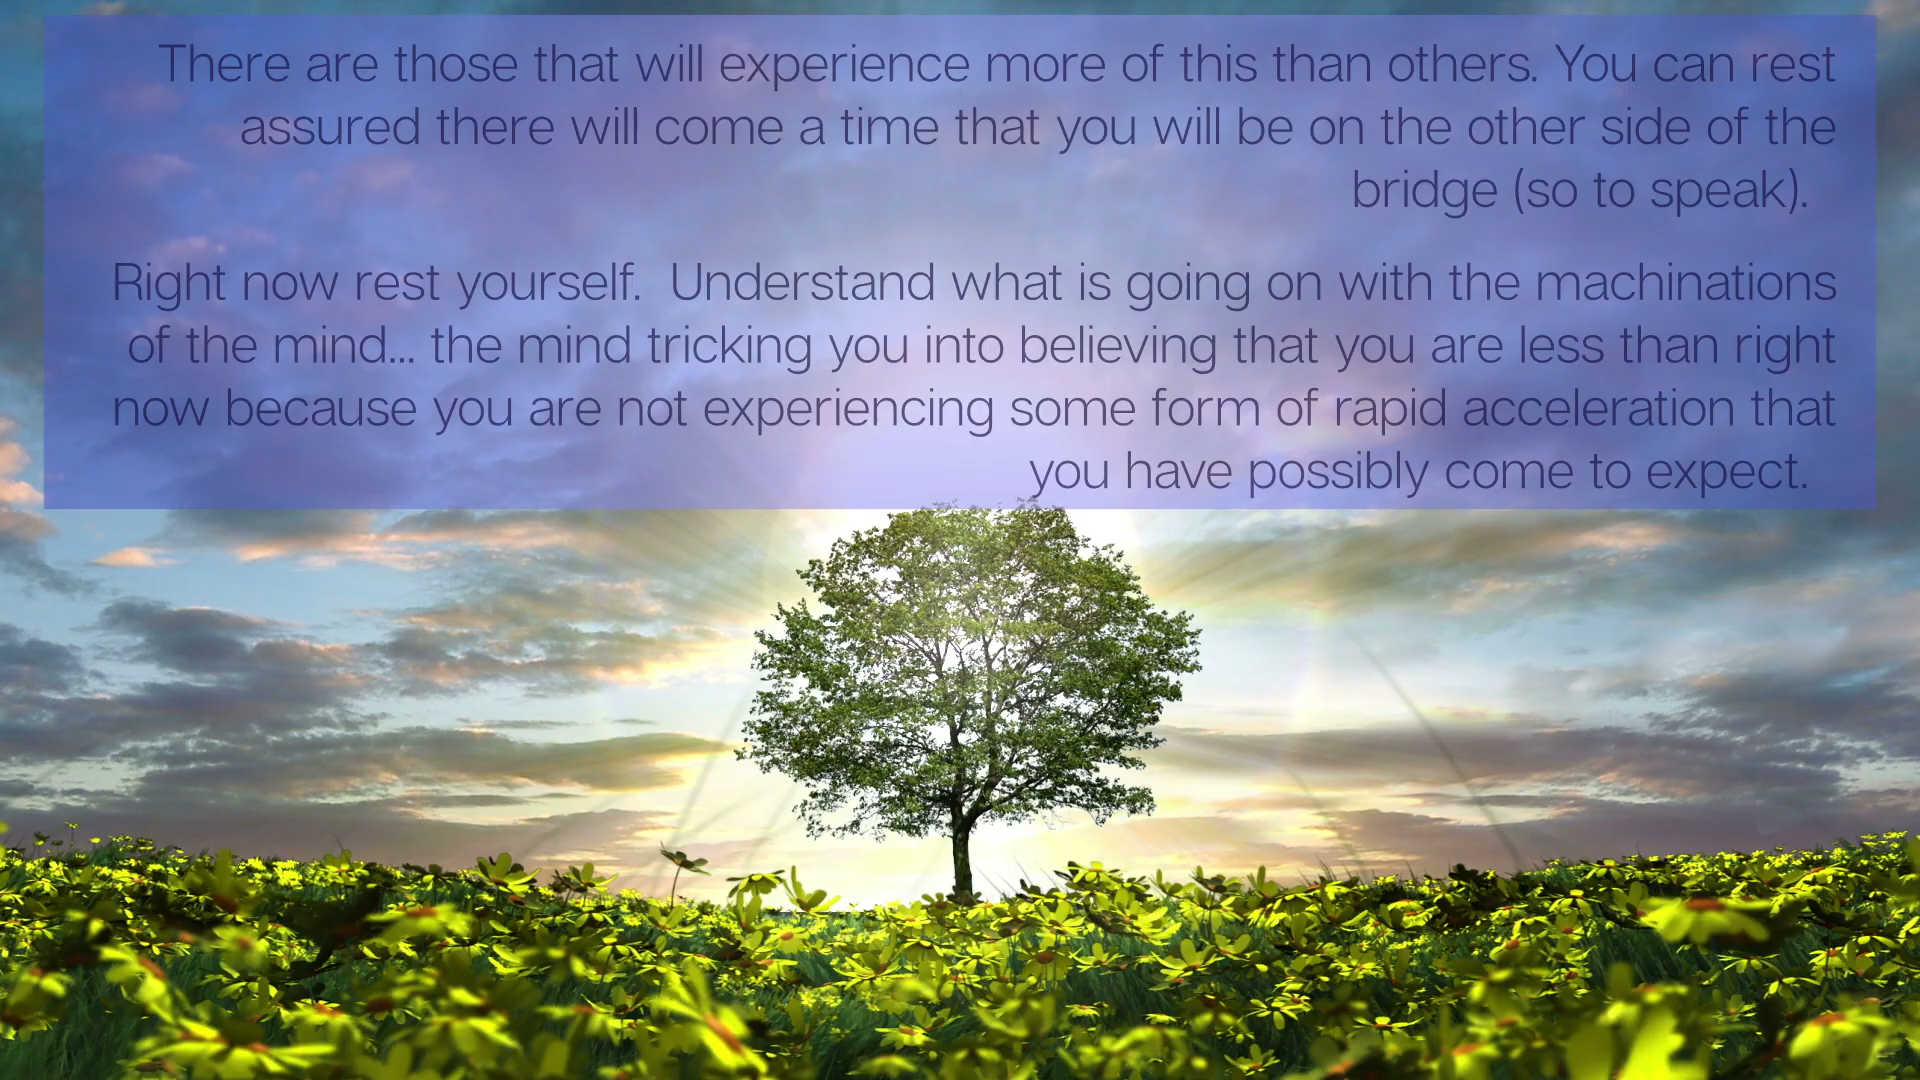 There are those that will experience more of this than others. You can rest
assured there will come a time that you will be on the other side of the
bridge (so to speak).
Right now rest yourself.  Understand what is going on with the machinations
of the mind... the mind tricking you into believing that you are less than right
now because you are not experiencing some form of rapid acceleration that
you have possibly come to expect.